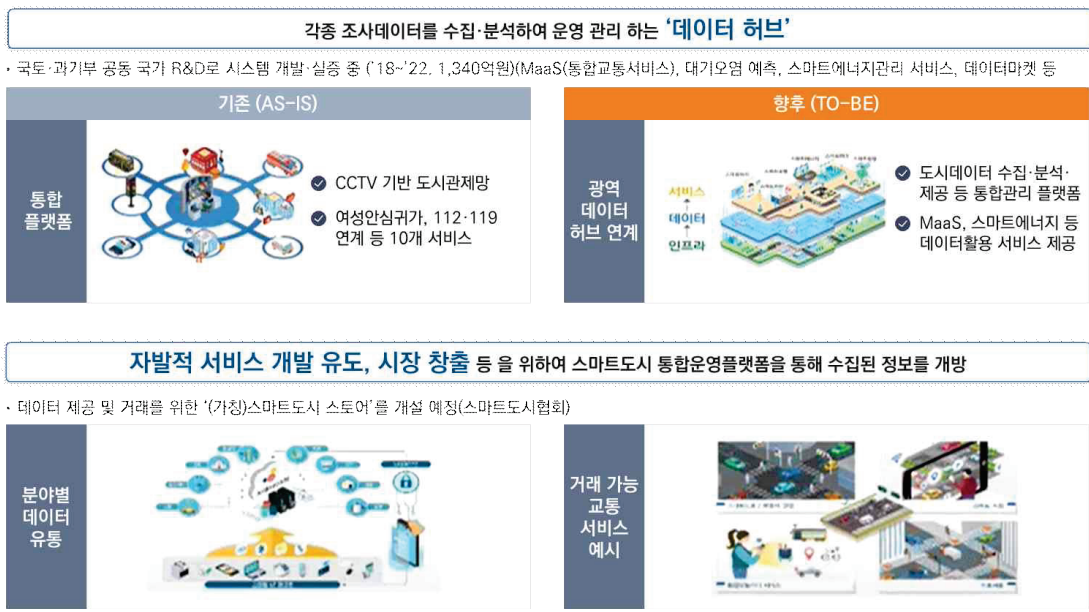 각종 조사데이터를 수집·분석하여 운영 관리 하는 ‘데이터 허브’
· 국토·과기부 공동 국가 R&D로 시스템 개발·실증 중 (‘18~’22, 1,340억원)(MaaS(통합교통서비스), 대기오염 예측, 스마트에너지관리 서비스, 데이터마켓 등
기존 (AS-IS)
통합
플랫폼
CCTV 기반 도시관제망
여성안심귀가, 112·119
연계 등 10개 서비스
향후 (TO-BE)
광역
데이터
허브 연계
서비스
데이터
인프라
도시데이터 수집·분석·
제공 등 통합관리 플랫폼
MaaS, 스마트에너지 등
데이터활용 서비스 제공
자발적 서비스 개발 유도, 시장 창출 등 을 위하여 스마트도시 통합운영플랫폼을 통해 수집된 정보를 개방
· 데이터 제공 및 거래를 위한 ‘(가칭)스마트도시 스토어’를 개설 예정(스마트도시협회)
분야별
데이터
유통
거래 가능
교통
서비스
예시